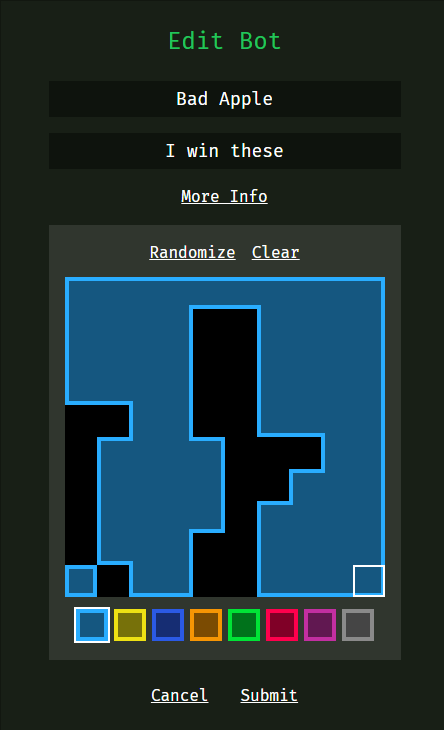 Edit Bot
Bad Apple
I win these
More Info
Randomize Clear
Cancel Submit